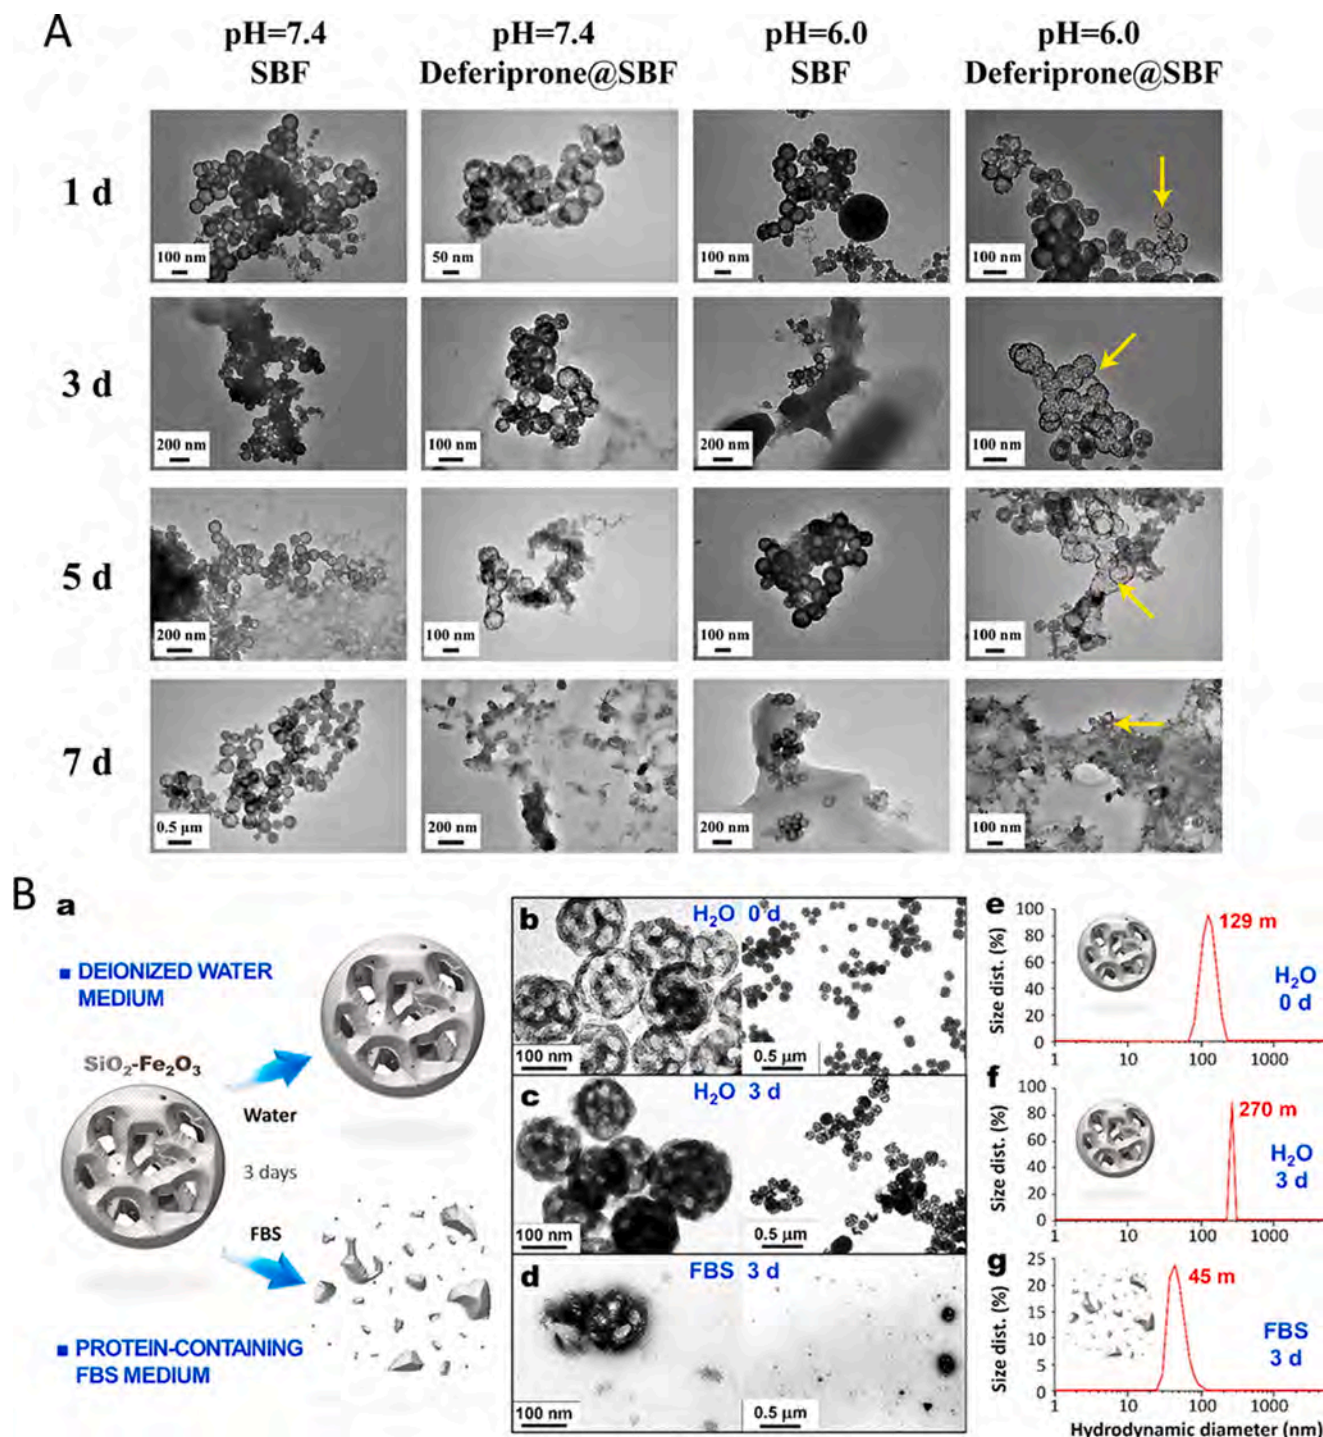 A
pH=7.4
SBF
pH=7.4
Deferiprone@SBF
pH=6.0
SBF
pH=6.0
Deferiprone@SBF
1 d
100 nm
50 nm
100 nm
100 nm
3 d
200 nm
100 nm
200 nm
100 nm
5 d
200 nm
100 nm
100 nm
100 nm
7 d
0.5 µm
200 nm
200 nm
100 nm
B
a
■ DEIONIZED WATER
MEDIUM
SiO₂-Fe₂O₃
Water
3 days
FBS
■ PROTEIN-CONTAINING
FBS MEDIUM
b
H₂O 0 d
100 nm
0.5 µm
c
H₂O 3 d
100 nm
0.5 µm
d
FBS 3 d
100 nm
0.5 µm
e
Size dist. (%)
100
80
60
40
20
0
129 m
H₂O
0 d
1 10 100 1000
f
Size dist. (%)
100
80
60
40
20
0
270 m
H₂O
3 d
1 10 100 1000
g
Size dist. (%)
25
20
15
10
5
0
45 m
FBS
3 d
1 10 100 1000
Hydrodynamic diameter (nm)